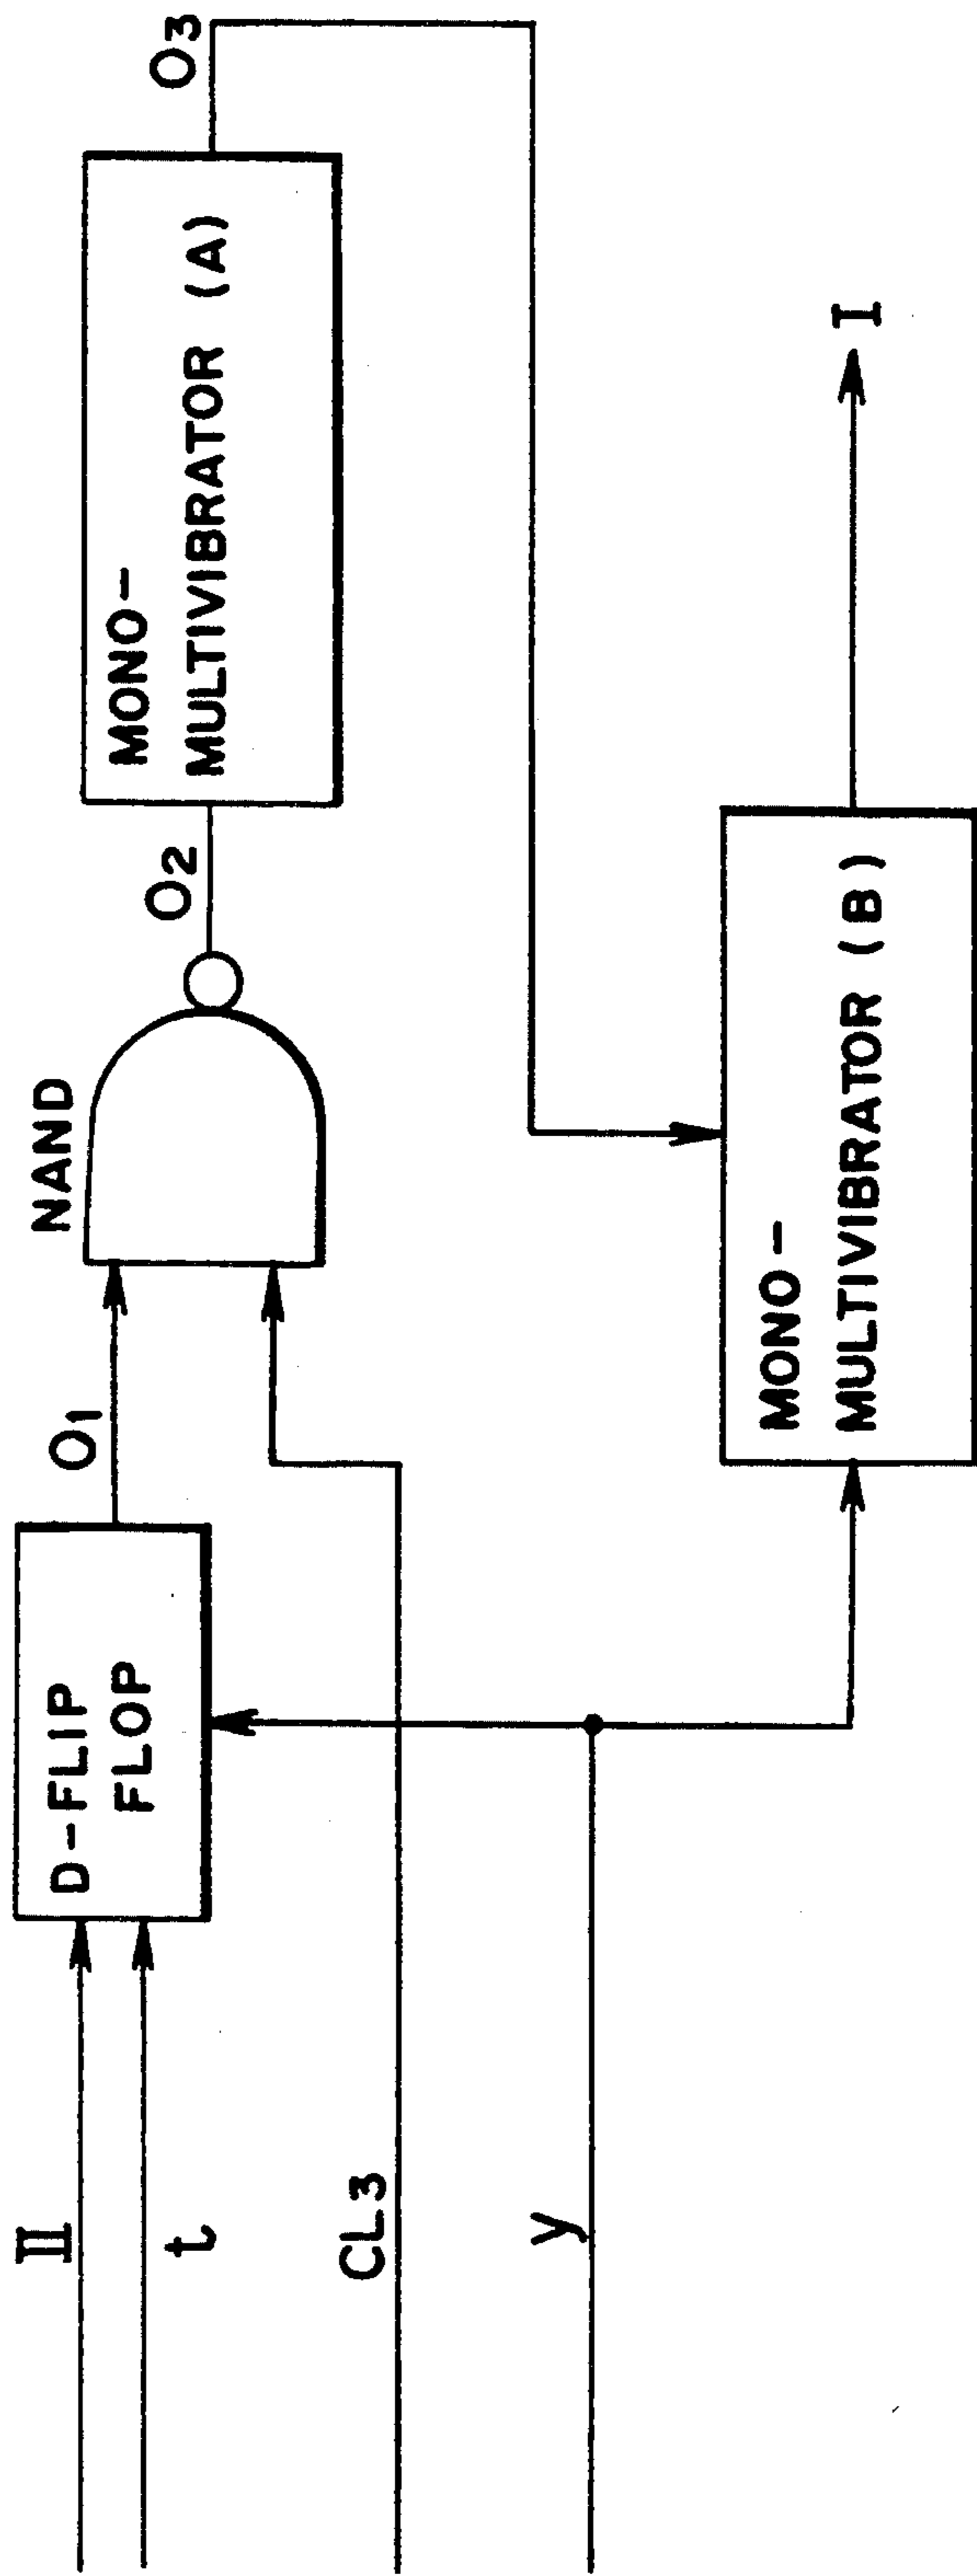 II
t
CL3
y
D-FLIP
FLOP
O1
NAND
O2
MONO-
MULTIVIBRATOR (A)
O3
MONO-
MULTIVIBRATOR (B)
I